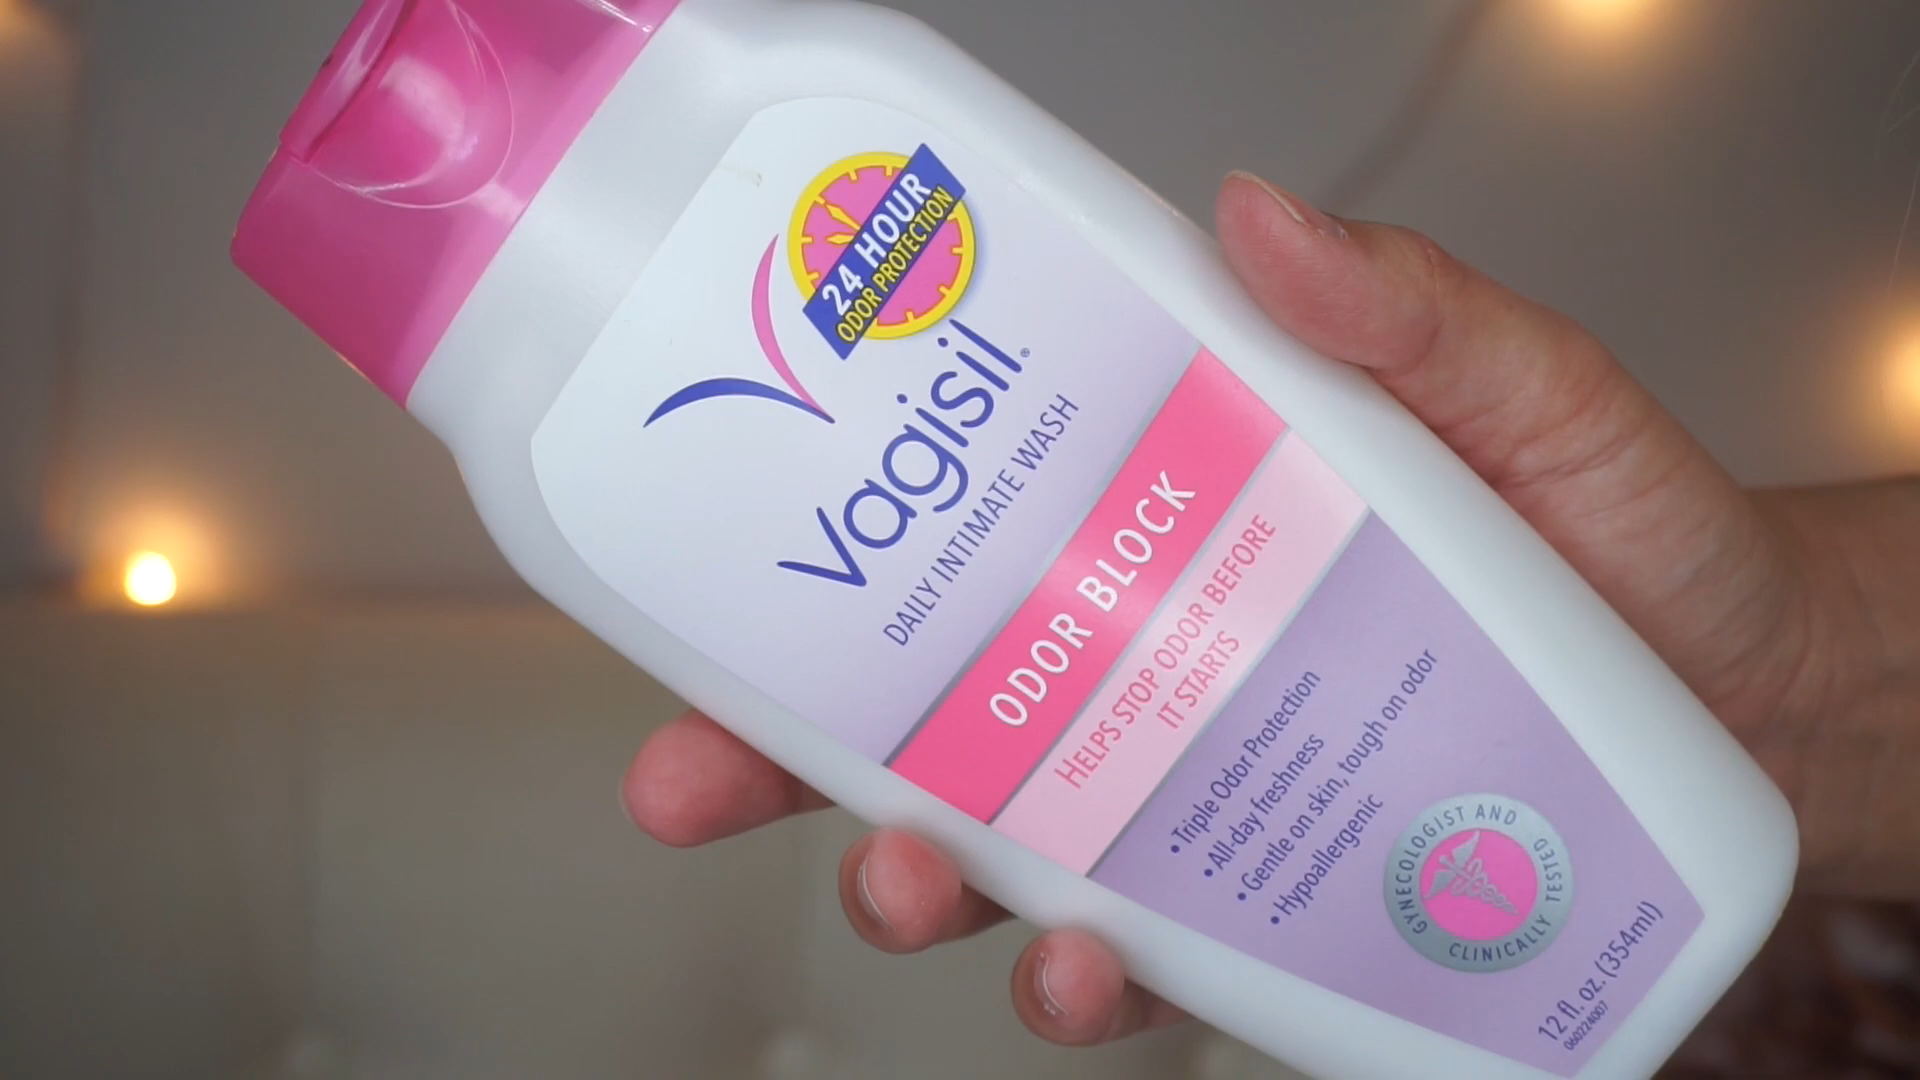 24 HOUR
ODOR PROTECTION
Vagisil®
DAILY INTIMATE WASH
ODOR BLOCK
HELPS STOP ODOR BEFORE
IT STARTS
• Triple Odor Protection
• All-day freshness
• Gentle on skin, tough on odor
• Hypoallergenic
GYNECOLOGIST AND
CLINICALLY TESTED
12 fl. oz. (354ml)
060224007